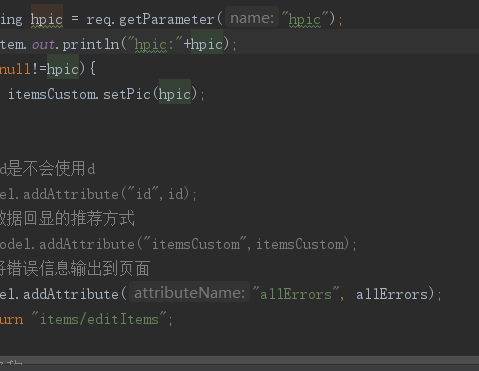 ing hpic = req.getParameter( name: "hpic");
tem.out.println("hpic:"+hpic);
null!=hpic){
itemsCustom.setPic(hpic);
d是不会使用d
el.addAttribute("id",id);
数据回显的推荐方式
odel.addAttribute("itemsCustom",itemsCustom);
将错误信息输出到页面
el.addAttribute( attributeName: "allErrors", allErrors);
urn "items/editItems";